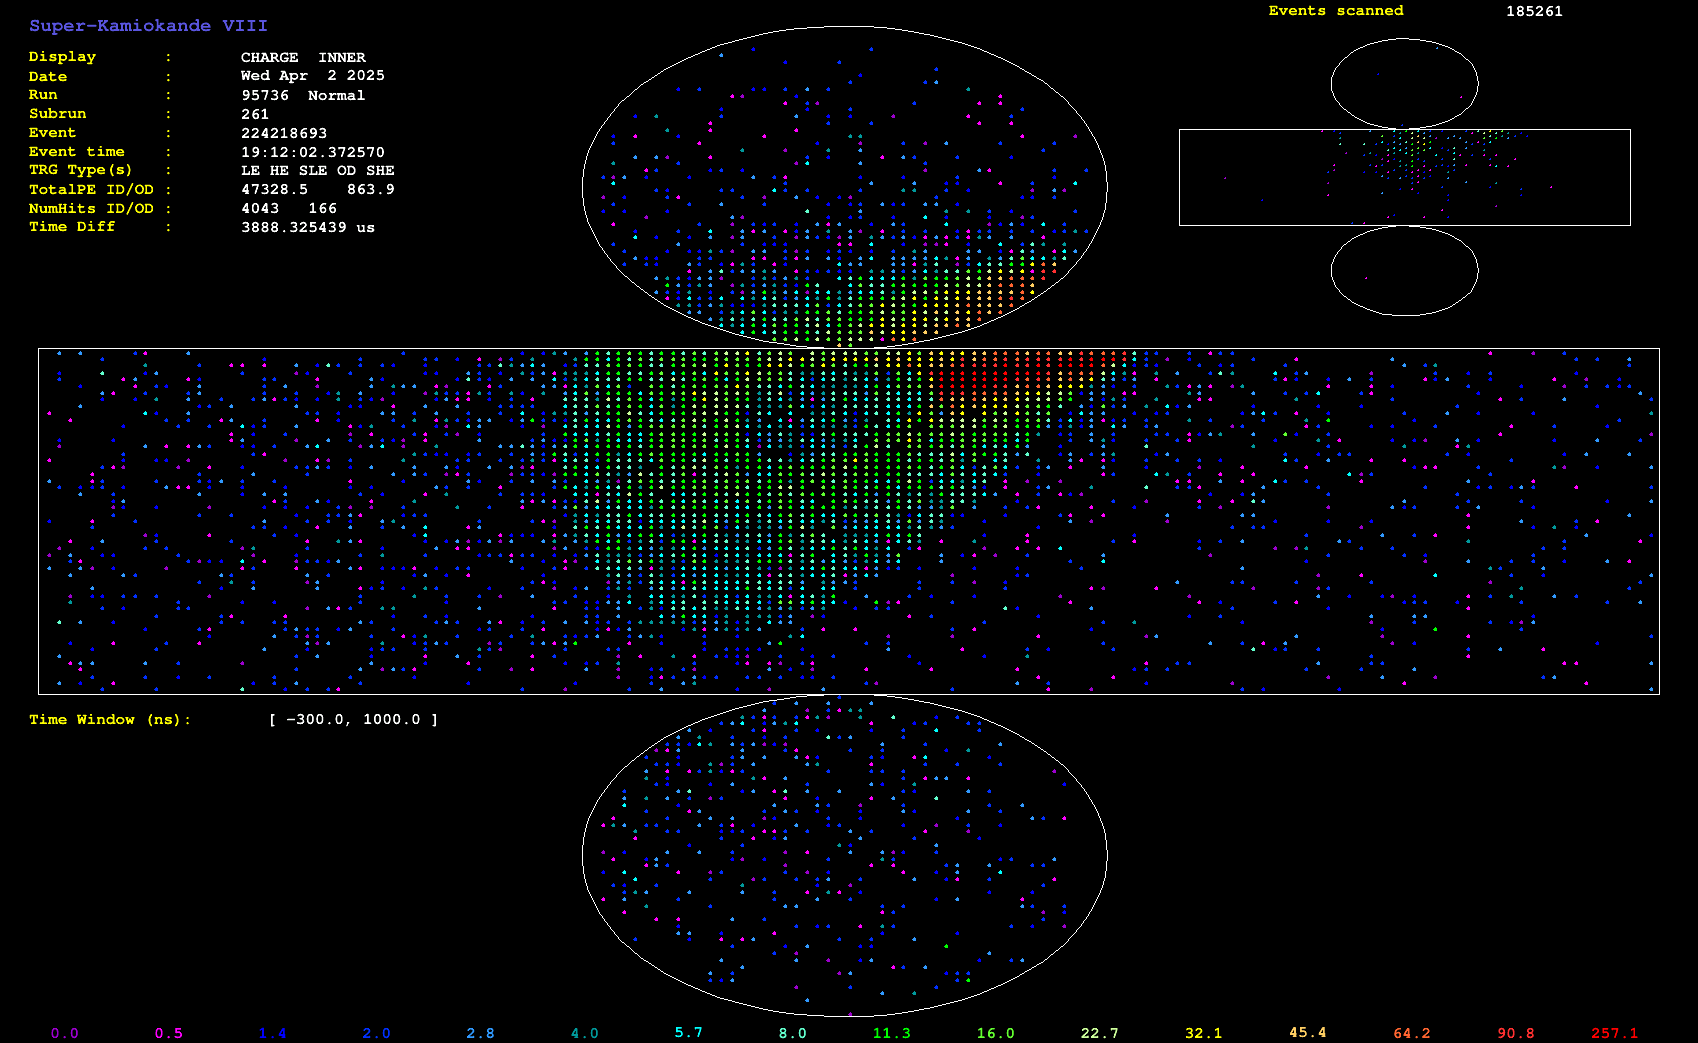 Super-Kamiokande VIII
Display : CHARGE INNER
Date : Wed Apr 2 2025
Run : 95736 Normal
Subrun : 261
Event : 224218693
Event time : 19:12:02.372570
TRG Type(s) : LE HE SLE OD SHE
TotalPE ID/OD : 47328.5 863.9
NumHits ID/OD : 4043 166
Time Diff : 3888.325439 us
Events scanned 185261
Time Window (ns): [ -300.0, 1000.0 ]
0.0 0.5 1.4 2.0 2.8 4.0 5.7 8.0 11.3 16.0 22.7 32.1 45.4 64.2 90.8 257.1